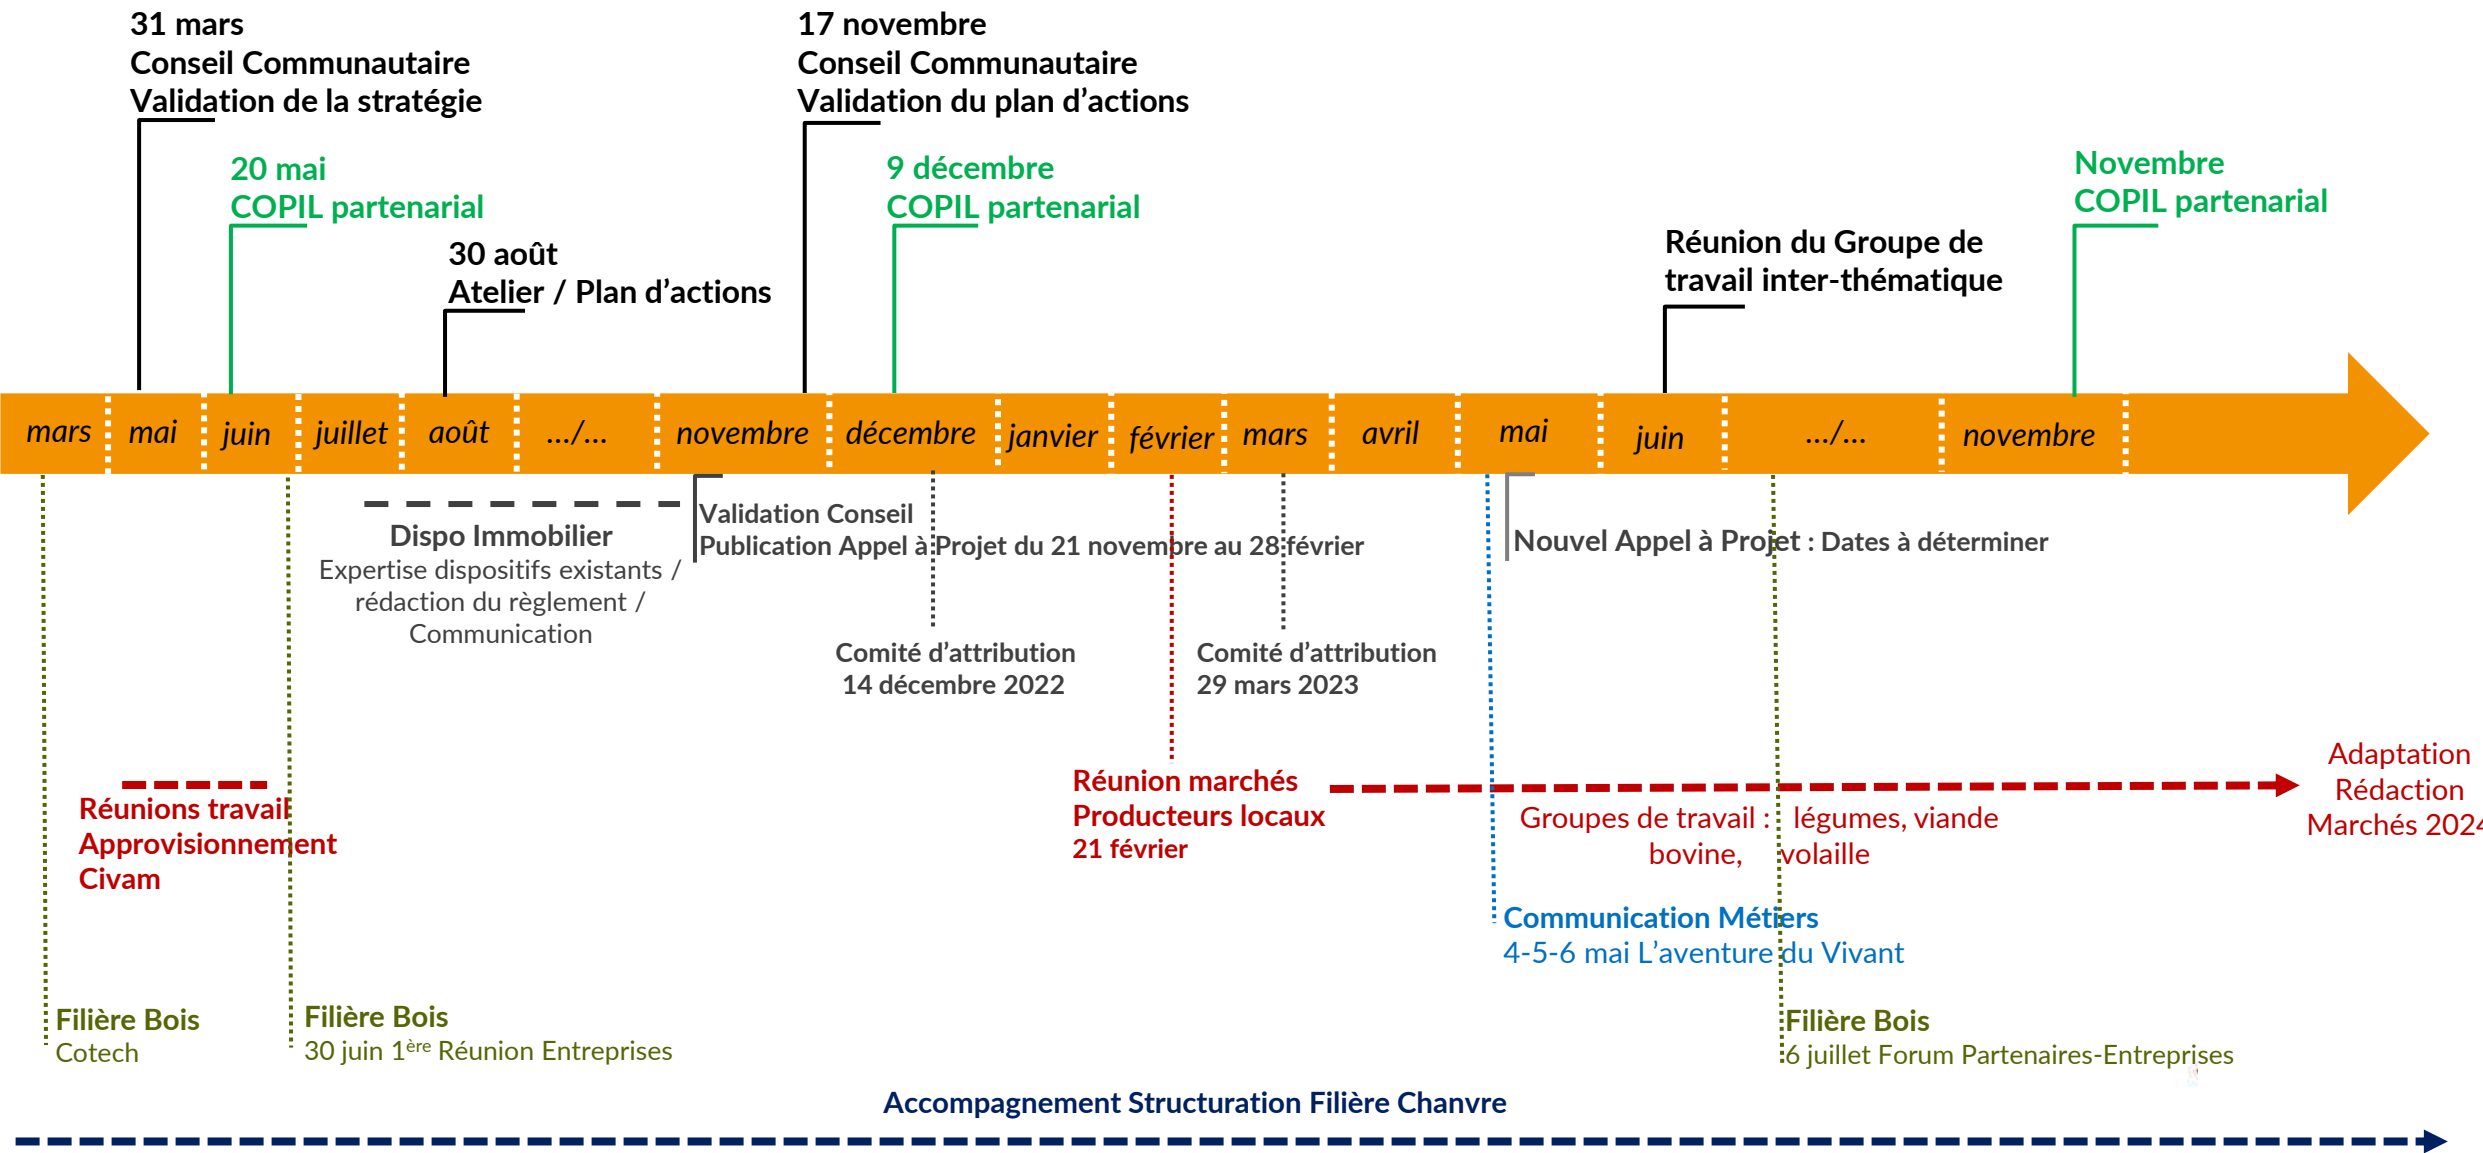 31 mars
Conseil Communautaire
Validation de la stratégie
17 novembre
Conseil Communautaire
Validation du plan d’actions
20 mai
COPIL partenarial
9 décembre
COPIL partenarial
Novembre
COPIL partenarial
30 août
Atelier / Plan d’actions
Réunion du Groupe de
travail inter-thématique
mars mai juin juillet août .../... novembre décembre janvier février mars avril mai juin .../... novembre
Dispo Immobilier
Expertise dispositifs existants /
rédaction du règlement /
Communication
Validation Conseil
Publication Appel à Projet du 21 novembre au 28 février
Nouvel Appel à Projet : Dates à déterminer
Comité d’attribution
14 décembre 2022
Comité d’attribution
29 mars 2023
Réunions travail
Approvisionnement
Civam
Réunion marchés
Producteurs locaux
21 février
Groupes de travail : légumes, viande
bovine, volaille
Adaptation
Rédaction
Marchés 2024
Communication Métiers
4-5-6 mai L’aventure du Vivant
Filière Bois
Cotech
Filière Bois
30 juin 1ère Réunion Entreprises
Filière Bois
6 juillet Forum Partenaires-Entreprises
Accompagnement Structuration Filière Chanvre